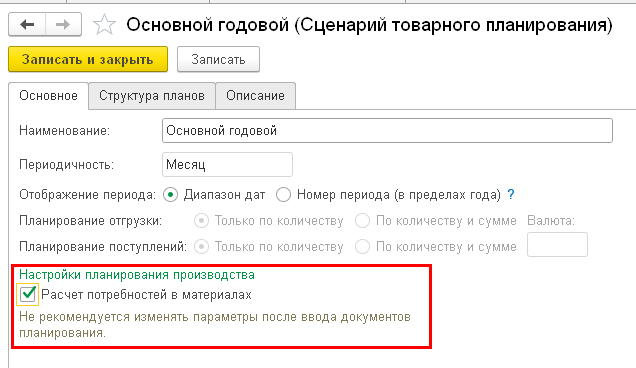 Основной годовой (Сценарий товарного планирования)
Записать и закрыть Записать
Основное Структура планов Описание
Наименование: Основной годовой
Периодичность: Месяц
Отображение периода: Диапазон дат Номер периода (в пределах года) ?
Планирование отгрузки: Только по количеству По количеству и сумме Валюта:
Планирование поступлений: Только по количеству По количеству и сумме
Настройки планирования производства
Расчет потребностей в материалах
Не рекомендуется изменять параметры после ввода документов
планирования.